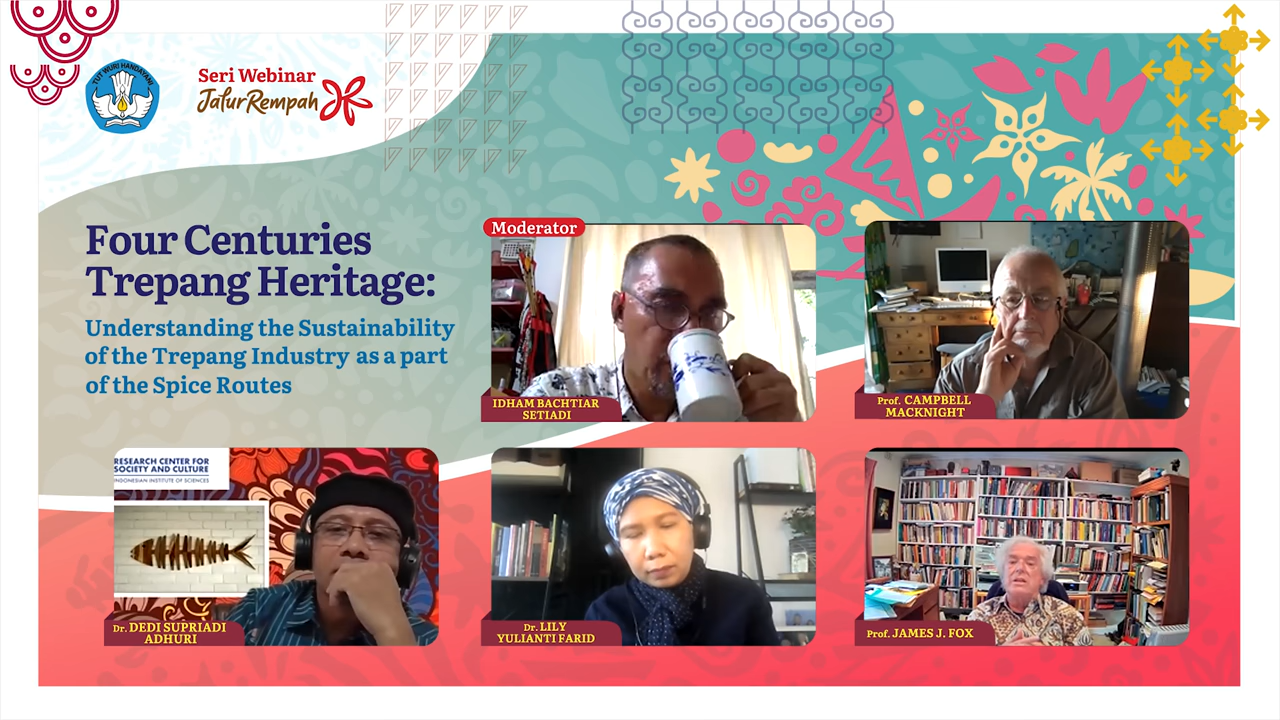 TUT WURI HANDAYANI
Seri Webinar
Jalur Rempah
Four Centuries
Trepang Heritage:
Understanding the Sustainability
of the Trepang Industry as a part
of the Spice Routes
Moderator
IDHAM BACHTIAR
SETIADI
Prof. CAMPBELL
MACKNIGHT
RESEARCH CENTER FOR
SOCIETY AND CULTURE
INDONESIAN INSTITUTE OF SCIENCES
Dr. DEDI SUPRIADI
ADHURI
Dr. LILY
YULIANTI FARID
Prof. JAMES J. FOX